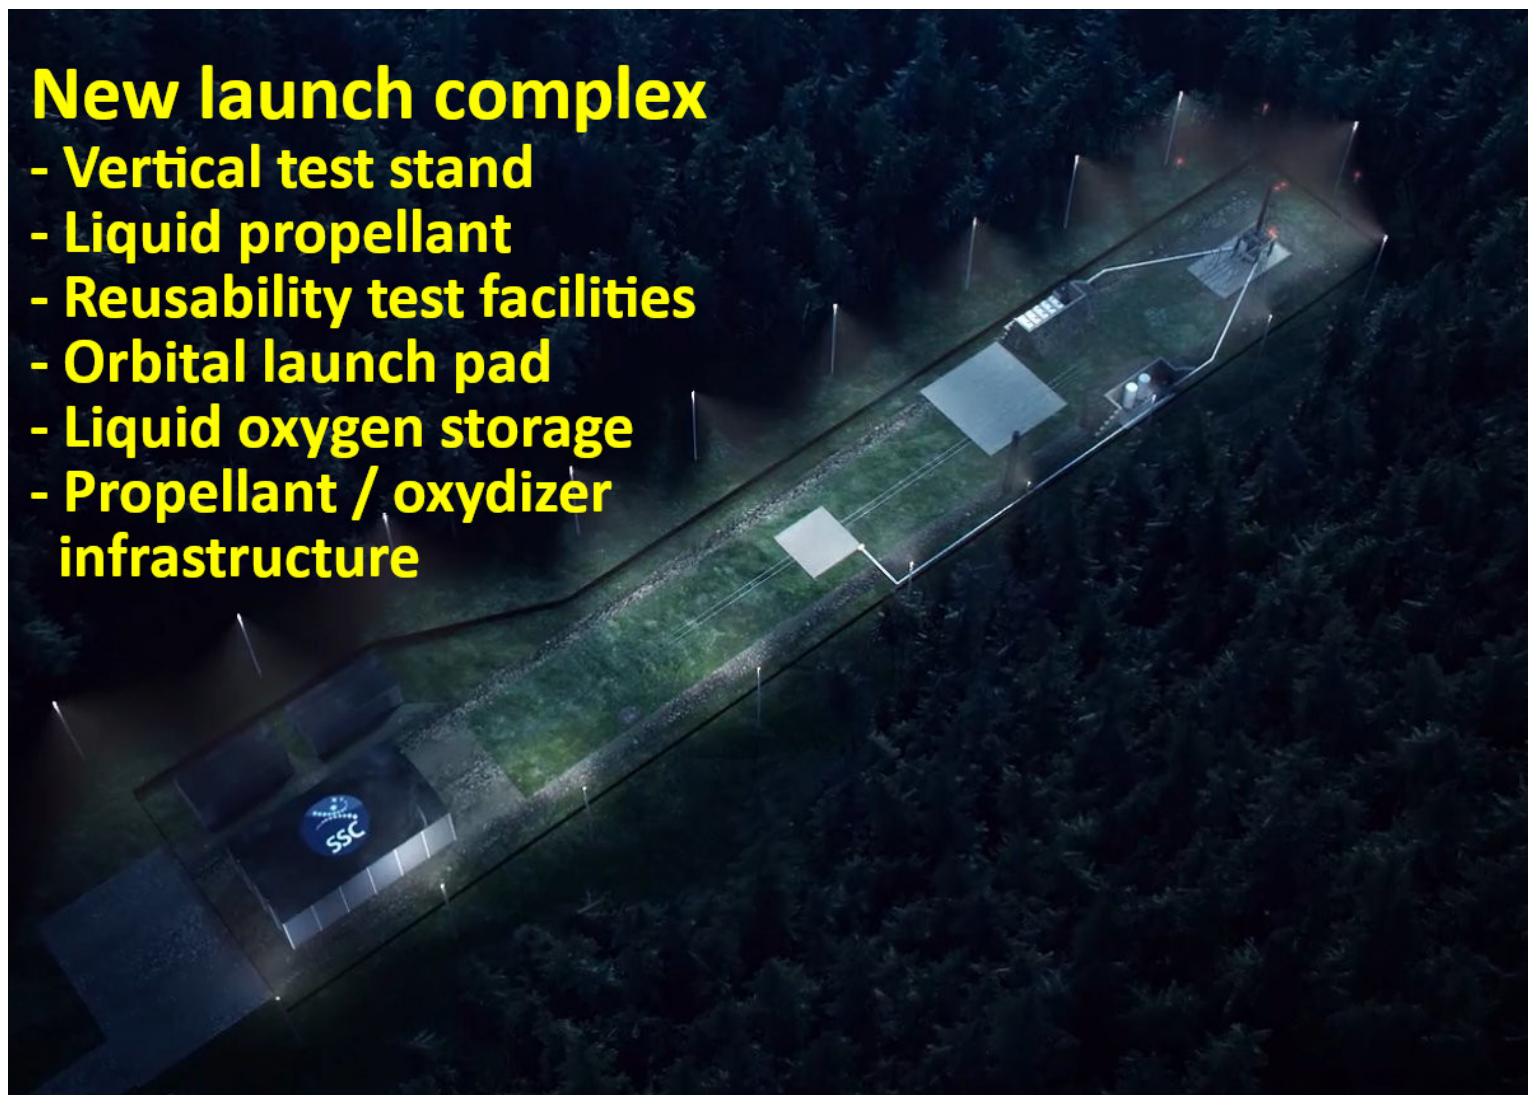 New launch complex
- Vertical test stand
- Liquid propellant
- Reusability test facilities
- Orbital launch pad
- Liquid oxygen storage
- Propellant / oxydizer
infrastructure
SSC